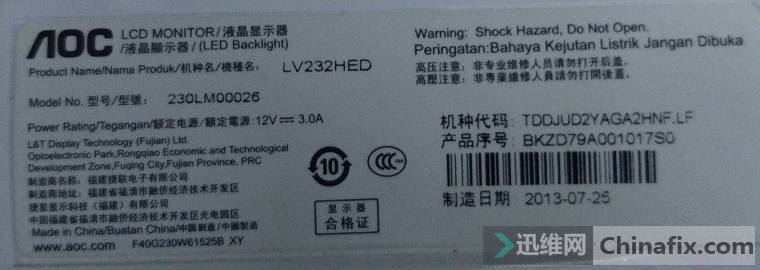 AOC
LCD MONITOR/液晶显示器
/液晶顯示器/(LED Backlight)
Product Name/Nama Produk/机种名/機種名: LV232HED
Model No.型号/型號: 230LM00026
Power Rating/Tegangan/额定电源/額定電源:12V⎓3.0A
L&T Display Technology (Fujian) Ltd.
Optoelectronic Park,Rongqiao Economic and Technological
Development Zone,Fuqing City,Fujian Province, PRC
制造商名称:福建捷联电子有限公司
制造商地址:福建省福清市融侨经济技术开发区
捷星显示科技（福建）有限公司
中国福建省福清市融侨经济开发区光电园区
Made in China/Buatan China/中国制造/中國製造
www.aoc.com F40G230W61525B XY
10
CCC
显示器
合格证
Warning: Shock Hazard, Do Not Open.
Peringatan:Bahaya Kejutan Listrik Jangan Dibuka
高压注意: 非专业维修人员请勿打开后盖。
高壓注意: 非專業維修人員請勿打開後蓋。
机种代码: TDDJUD2YAGA2HNF.LF
产品序号: BKZD79A001017S0
制造日期: 2013-07-25
迅维网 Chinafix.com